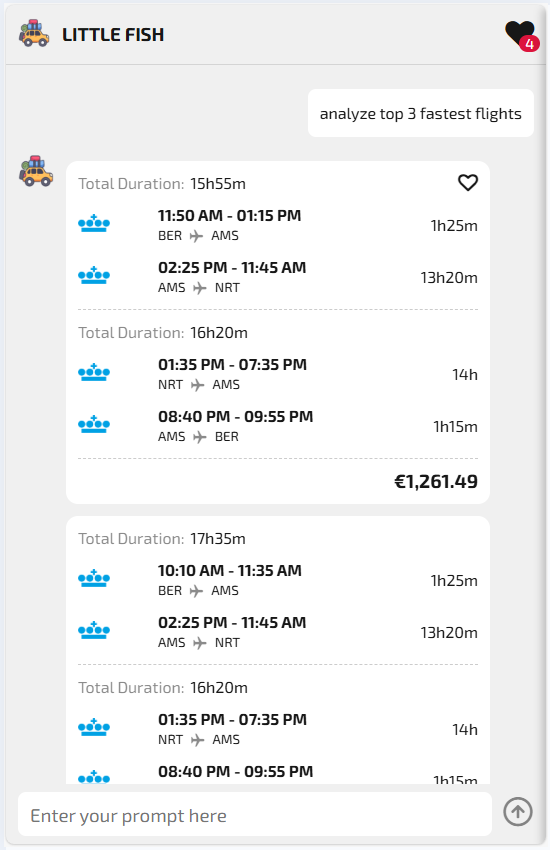 LITTLE FISH
4
analyze top 3 fastest flights
Total Duration: 15h55m
11:50 AM - 01:15 PM
1h25m
BER AMS
02:25 PM - 11:45 AM
13h20m
AMS NRT
Total Duration: 16h20m
01:35 PM - 07:35 PM
14h
NRT AMS
08:40 PM - 09:55 PM
1h15m
AMS BER
€1,261.49
Total Duration: 17h35m
10:10 AM - 11:35 AM
1h25m
BER AMS
02:25 PM - 11:45 AM
13h20m
AMS NRT
Total Duration: 16h20m
01:35 PM - 07:35 PM
14h
NRT AMS
08:40 PM - 09:55 PM
1h15m
Enter your prompt here